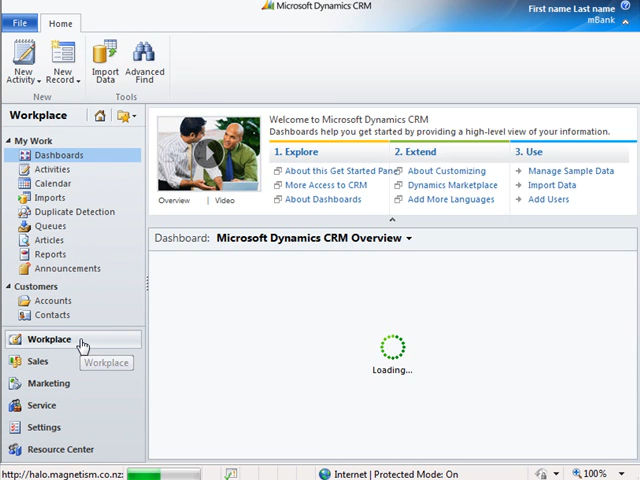 Microsoft Dynamics CRM
First name Last name
mBank
File
Home
New Activity
New Record
Import Data
Advanced Find
New
Tools
Workplace
My Work
Dashboards
Activities
Calendar
Imports
Duplicate Detection
Queues
Articles
Reports
Announcements
Customers
Accounts
Contacts
Workplace
Sales
Workplace
Marketing
Service
Settings
Resource Center
Welcome to Microsoft Dynamics CRM
Dashboards help you get started by providing a high-level view of your information.
Overview
Video
1. Explore
About this Get Started Pane
More Access to CRM
About Dashboards
2. Extend
About Customizing
Dynamics Marketplace
Add More Languages
3. Use
Manage Sample Data
Import Data
Add Users
Dashboard: Microsoft Dynamics CRM Overview
Loading...
http://halo.magnetism.co.nz:
Internet | Protected Mode: On
100%